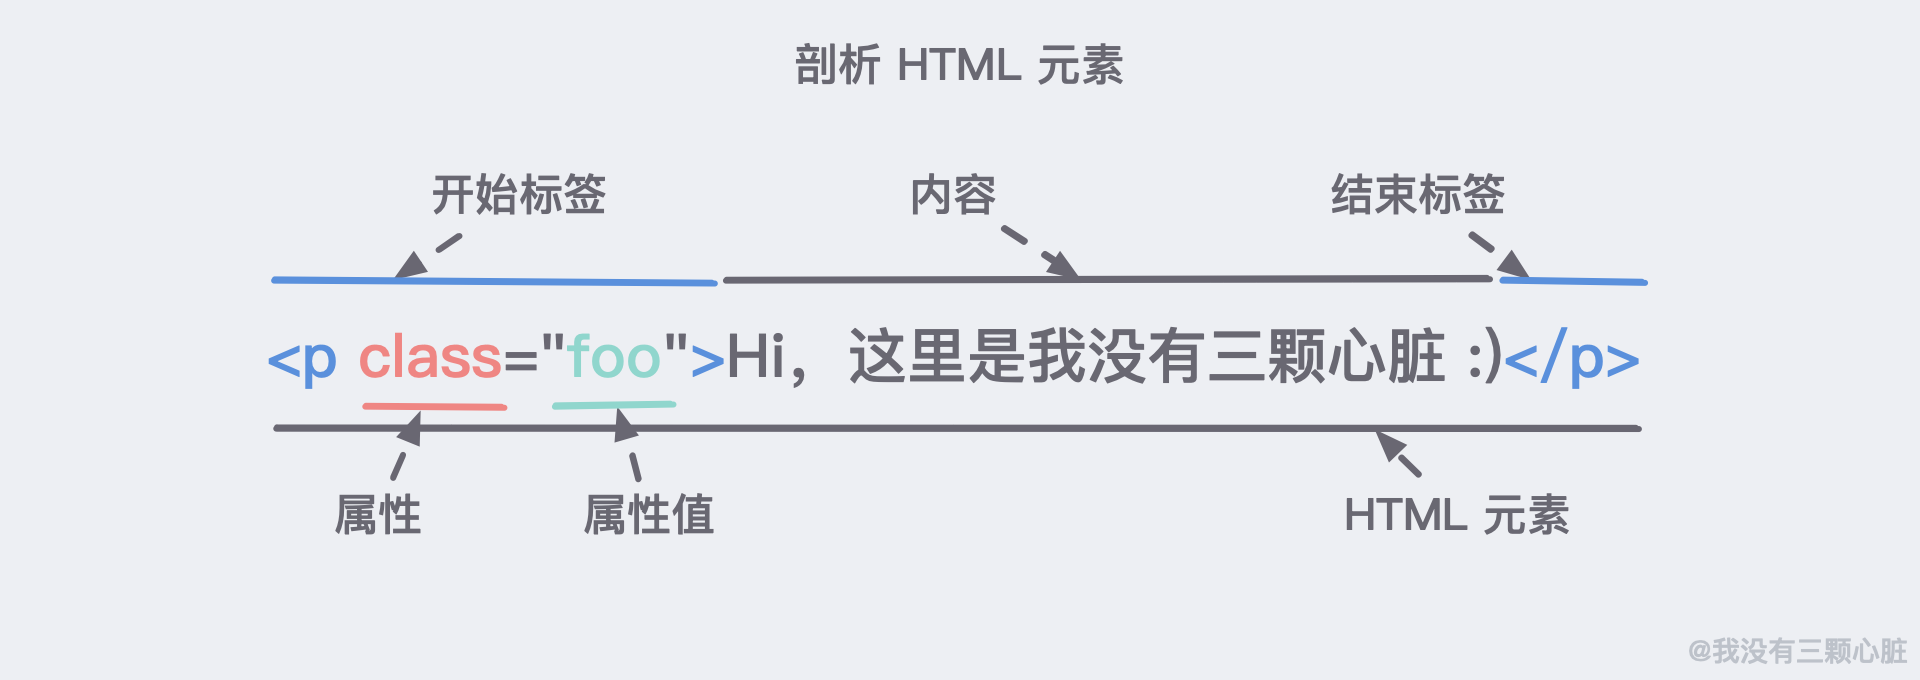 剖析 HTML 元素
开始标签 内容 结束标签
<p class="foo">Hi，这里是我没有三颗心脏 :)</p>
属性 属性值 HTML 元素
@我没有三颗心脏